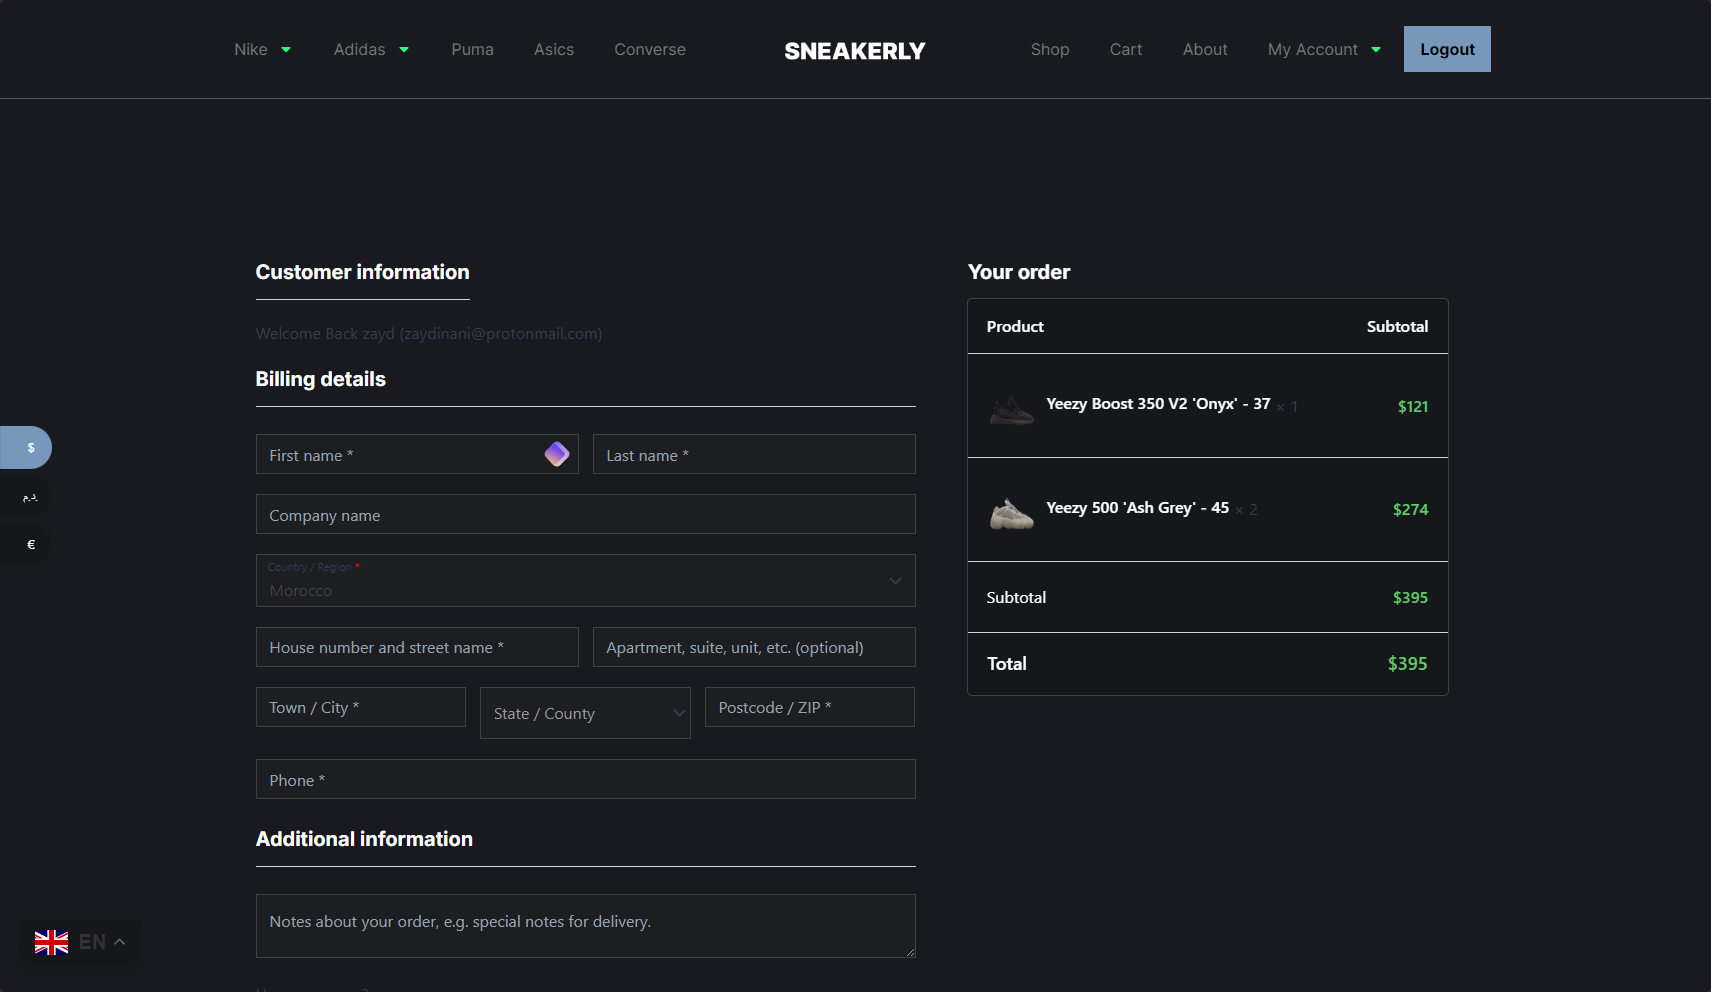 Nike Adidas Puma Asics Converse SNEAKERLY Shop Cart About My Account Logout
Customer information
Welcome Back zayd (zaydinani@protonmail.com)
Billing details
First name * Last name *
Company name
Country / Region *
Morocco
House number and street name * Apartment, suite, unit, etc. (optional)
Town / City * State / County Postcode / ZIP *
Phone *
Additional information
Notes about your order, e.g. special notes for delivery.
Your order
Product Subtotal
Yeezy Boost 350 V2 'Onyx' - 37 × 1 $121
Yeezy 500 'Ash Grey' - 45 × 2 $274
Subtotal $395
Total $395
$
د.م.
€
EN